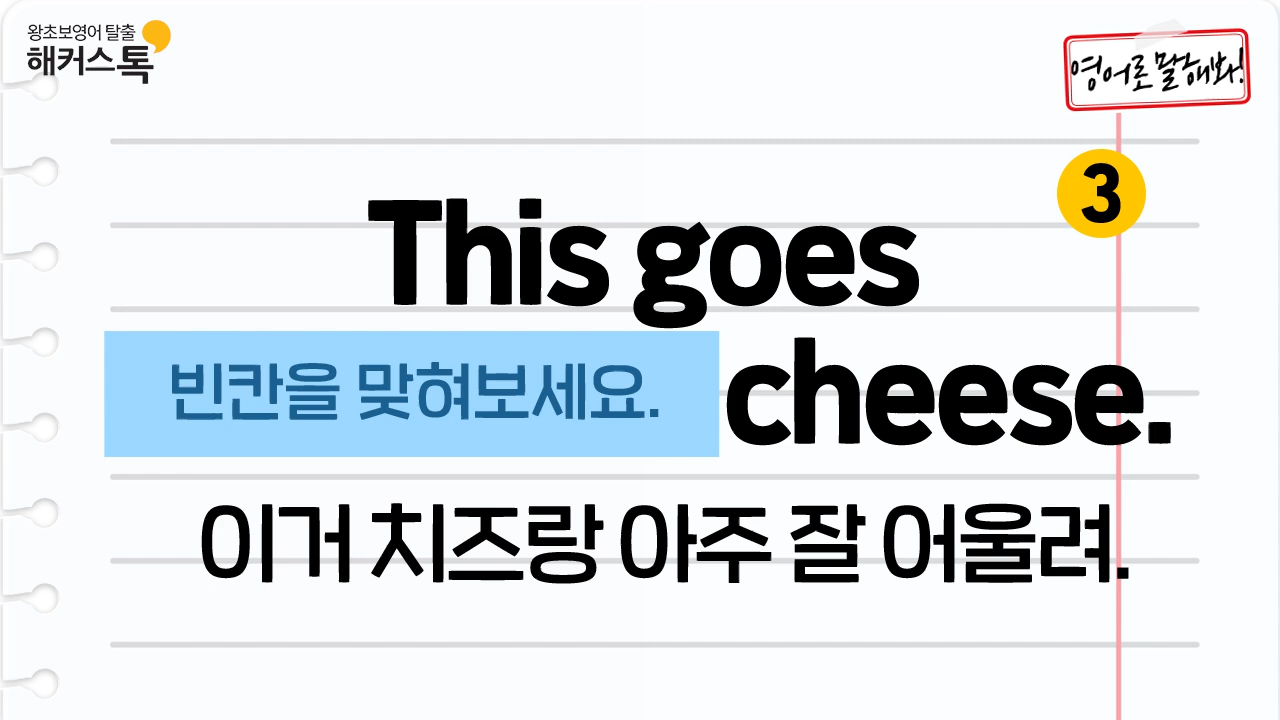 왕초보영어 탈출
해커스톡
영어로 말해봐!
3
This goes
빈칸을 맞혀보세요. cheese.
이거 치즈랑 아주 잘 어울려.